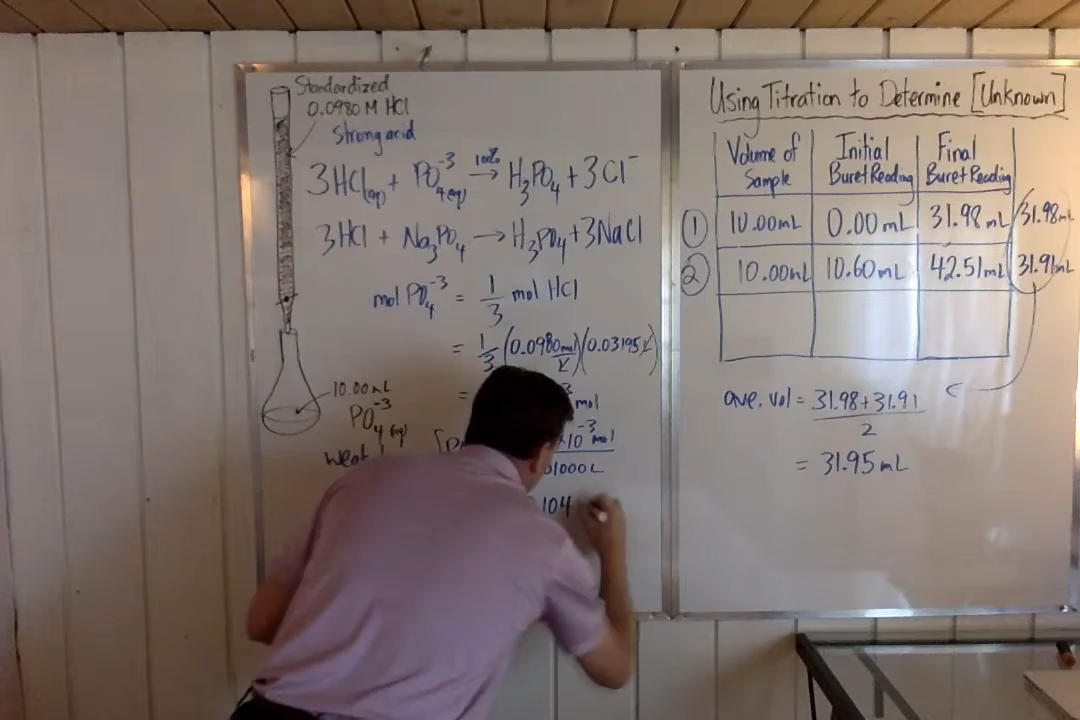 Standardized
0.0980 M HCl
Strong acid
3HCl(aq) + PO4(aq)^-3 →100% H3PO4 + 3Cl^-
3HCl + Na3PO4 → H3PO4 + 3NaCl
mol PO4^-3 = 1/3 mol HCl
= 1/3 (0.0980 mol/L)(0.03195 L)
= mol
×10^-3 mol
01000 L
104
10.00 mL
PO4(aq)^-3
weak
Using Titration to Determine [Unknown]
Volume of Sample Initial Buret Reading Final Buret Reading
① 10.00 mL 0.00 mL 31.98 mL 31.98 mL
② 10.00 mL 10.60 mL 42.51 mL 31.91 mL
ave. vol = 31.98 + 31.91
2
= 31.95 mL